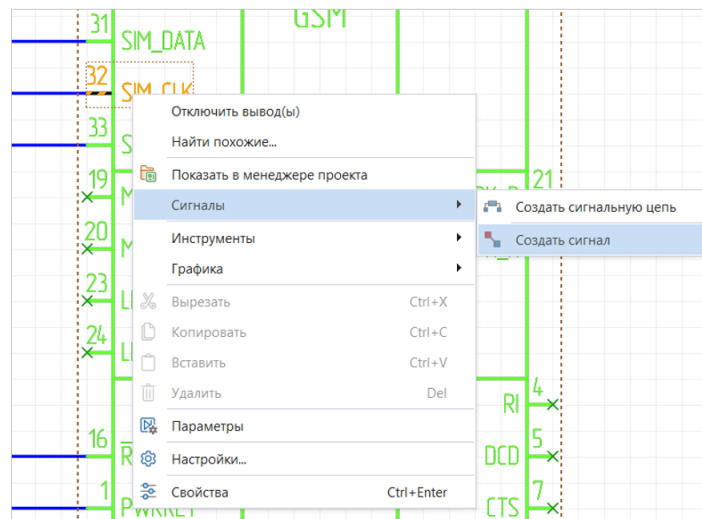 31
GSM
SIM_DATA
32
SIM_CLK
Отключить вывод(ы)
33
Найти похожие...
19
Показать в менеджере проекта
21
Сигналы
Создать сигнальную цепь
20
Инструменты
Создать сигнал
Графика
23
Вырезать Ctrl+X
24
Копировать Ctrl+C
Вставить Ctrl+V
Удалить Del
4
RI
Параметры
16
5
Настройки...
DCD
1
Свойства Ctrl+Enter
7
PWRKEY
CTS